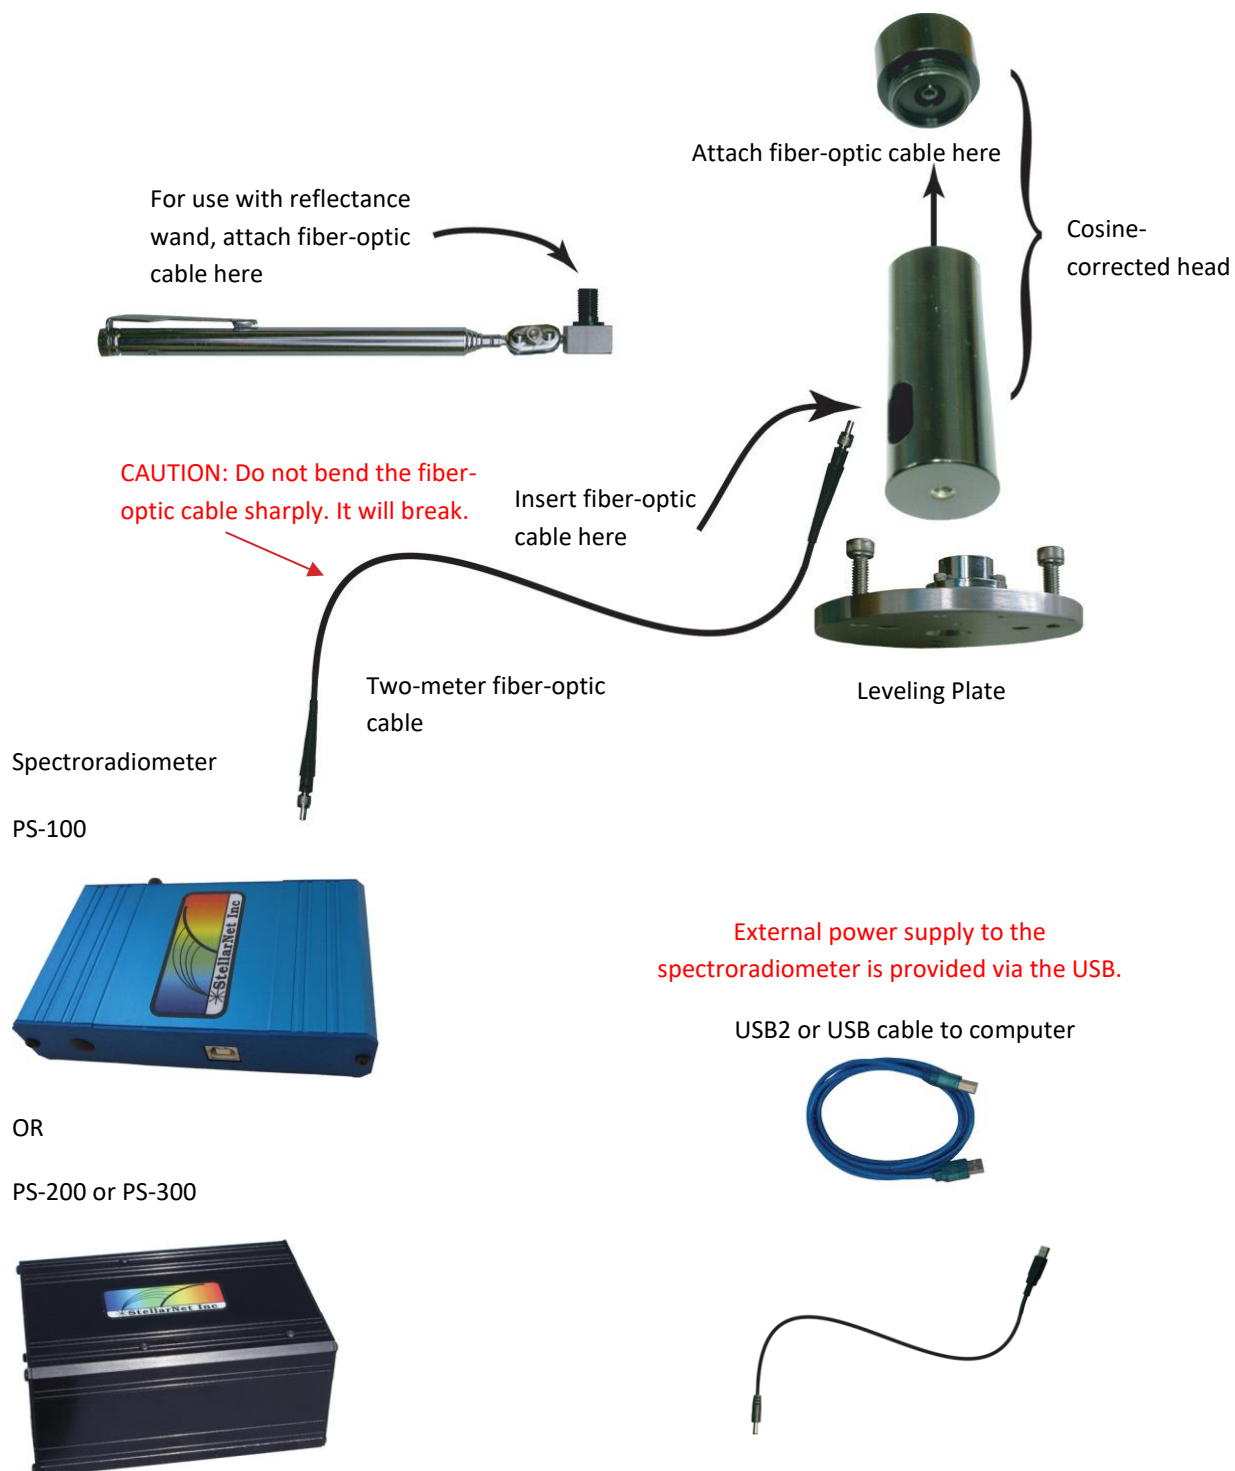 Attach fiber-optic cable here
For use with reflectance
wand, attach fiber-optic
cable here
Cosine-
corrected head
CAUTION: Do not bend the fiber-
optic cable sharply. It will break.
Insert fiber-optic
cable here
Two-meter fiber-optic
cable
Leveling Plate
Spectroradiometer
PS-100
StellarNet Inc
External power supply to the
spectroradiometer is provided via the USB.
USB2 or USB cable to computer
OR
PS-200 or PS-300
StellarNet Inc